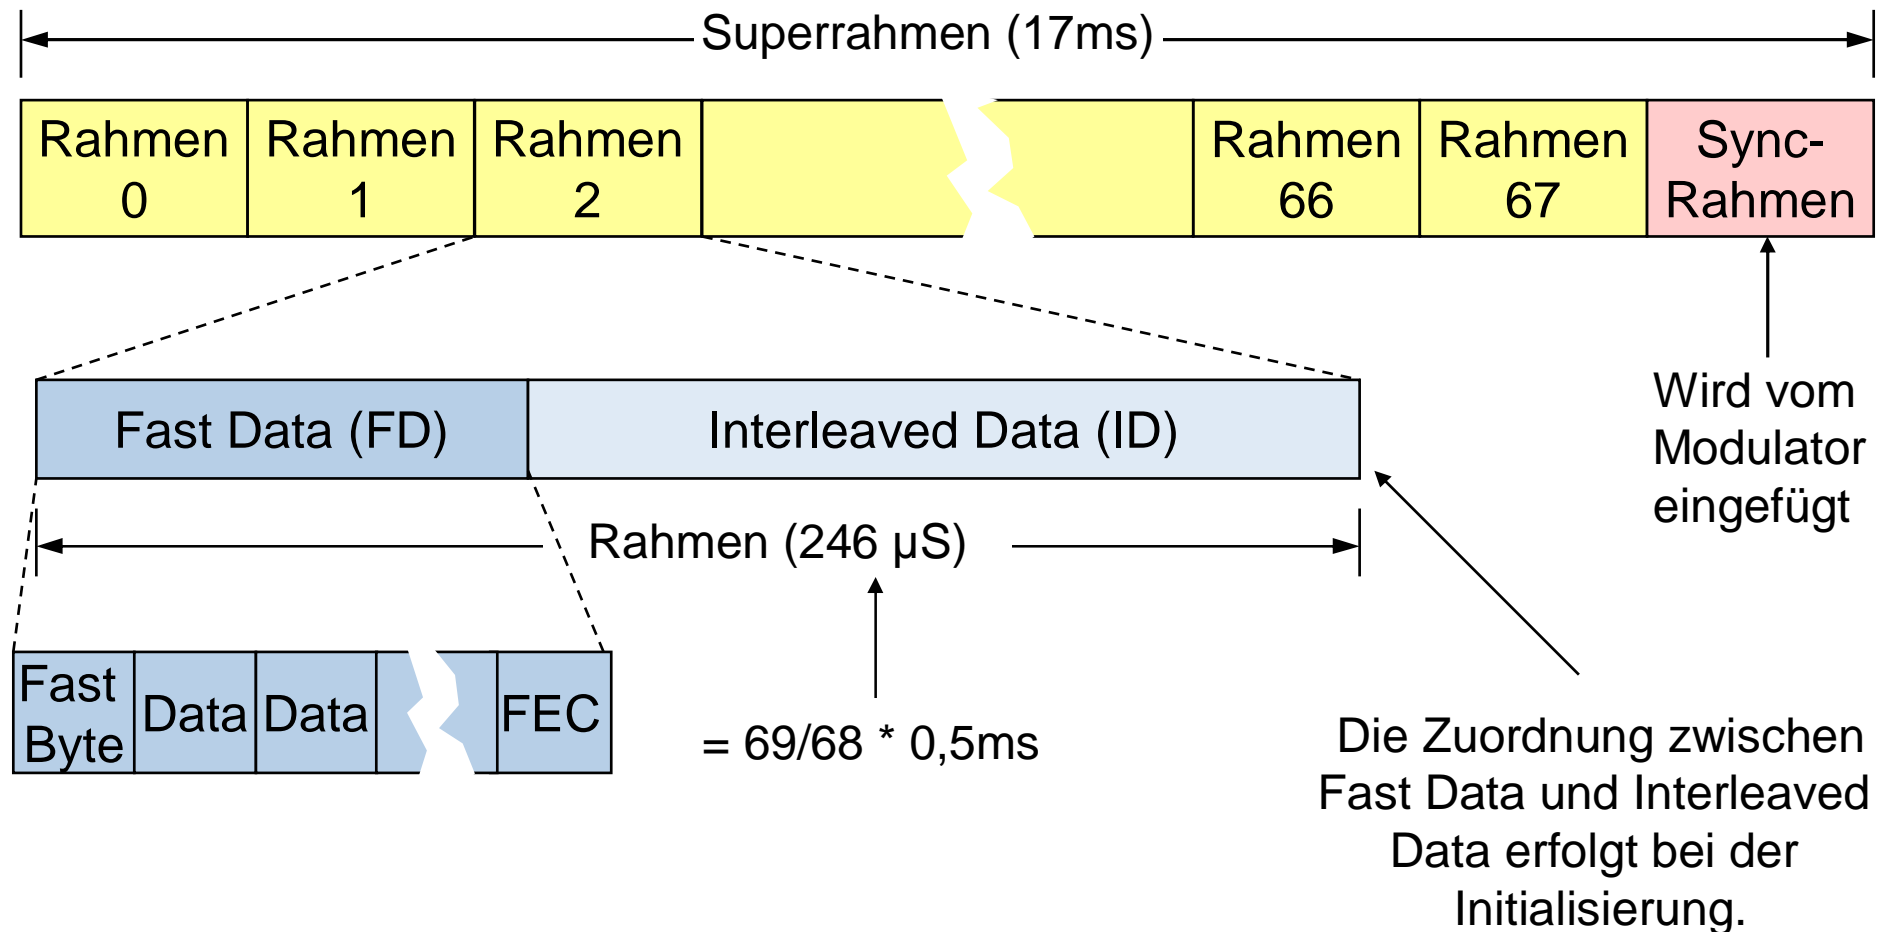 Superrahmen (17ms)
Rahmen
0
Rahmen
1
Rahmen
2
Rahmen
66
Rahmen
67
Sync-
Rahmen
Fast Data (FD)
Interleaved Data (ID)
Wird vom
Modulator
eingefügt
Rahmen (246 µS)
Fast
Byte
Data
Data
FEC
= 69/68 * 0,5ms
Die Zuordnung zwischen
Fast Data und Interleaved
Data erfolgt bei der
Initialisierung.